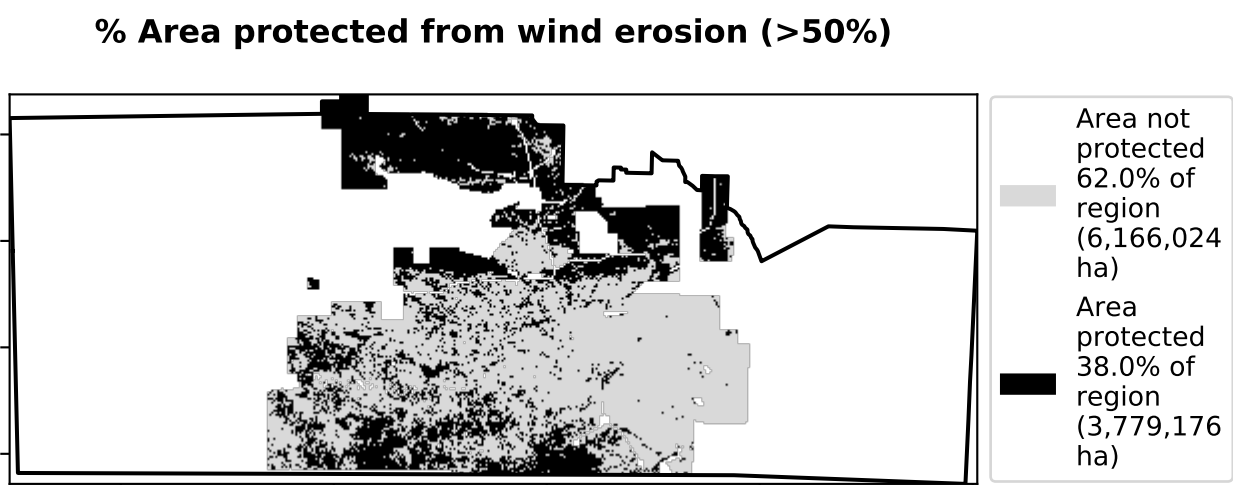 % Area protected from wind erosion (>50%)
Area not
protected
62.0% of
region
(6,166,024
ha)
Area
protected
38.0% of
region
(3,779,176
ha)